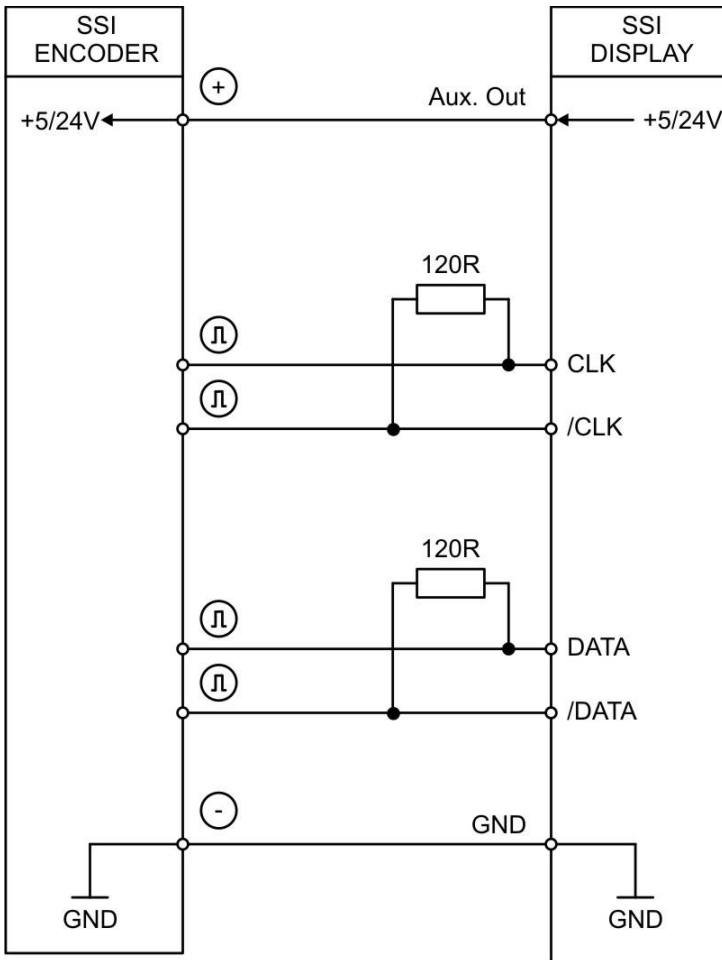 SSI
ENCODER
SSI
DISPLAY
+
Aux. Out
+5/24V
+5/24V
120R
CLK
/CLK
120R
DATA
/DATA
-
GND
GND
GND